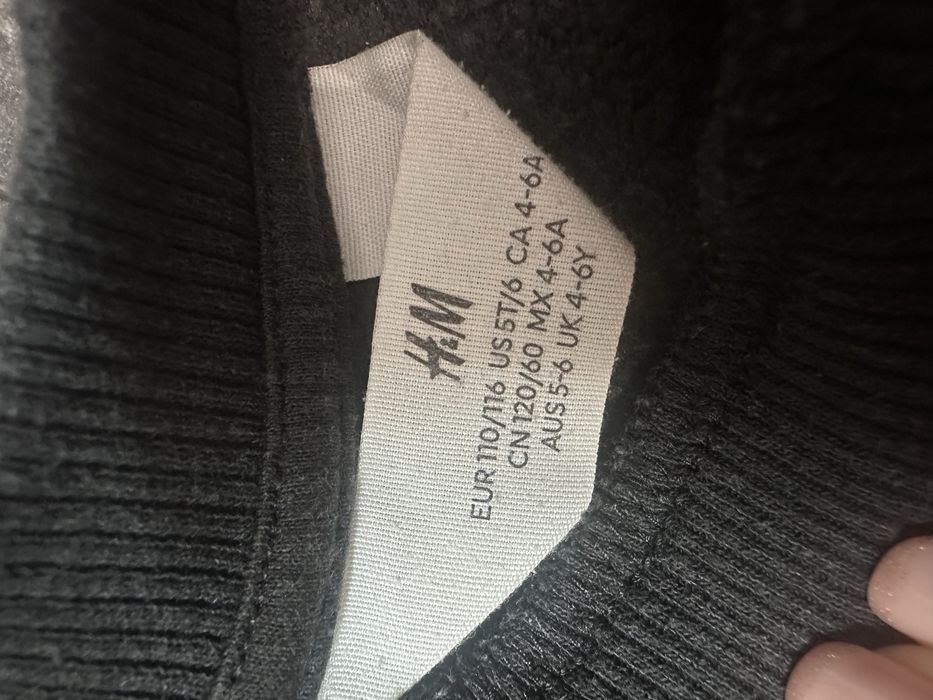 H&M
EUR 110/116 US 5T/6 CA 4-6A
CN 120/60 MX 4-6A
AUS 5-6 UK 4-6Y